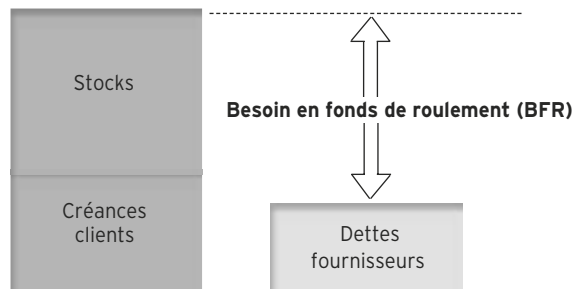 Stocks
Besoin en fonds de roulement (BFR)
Créances
clients
Dettes
fournisseurs